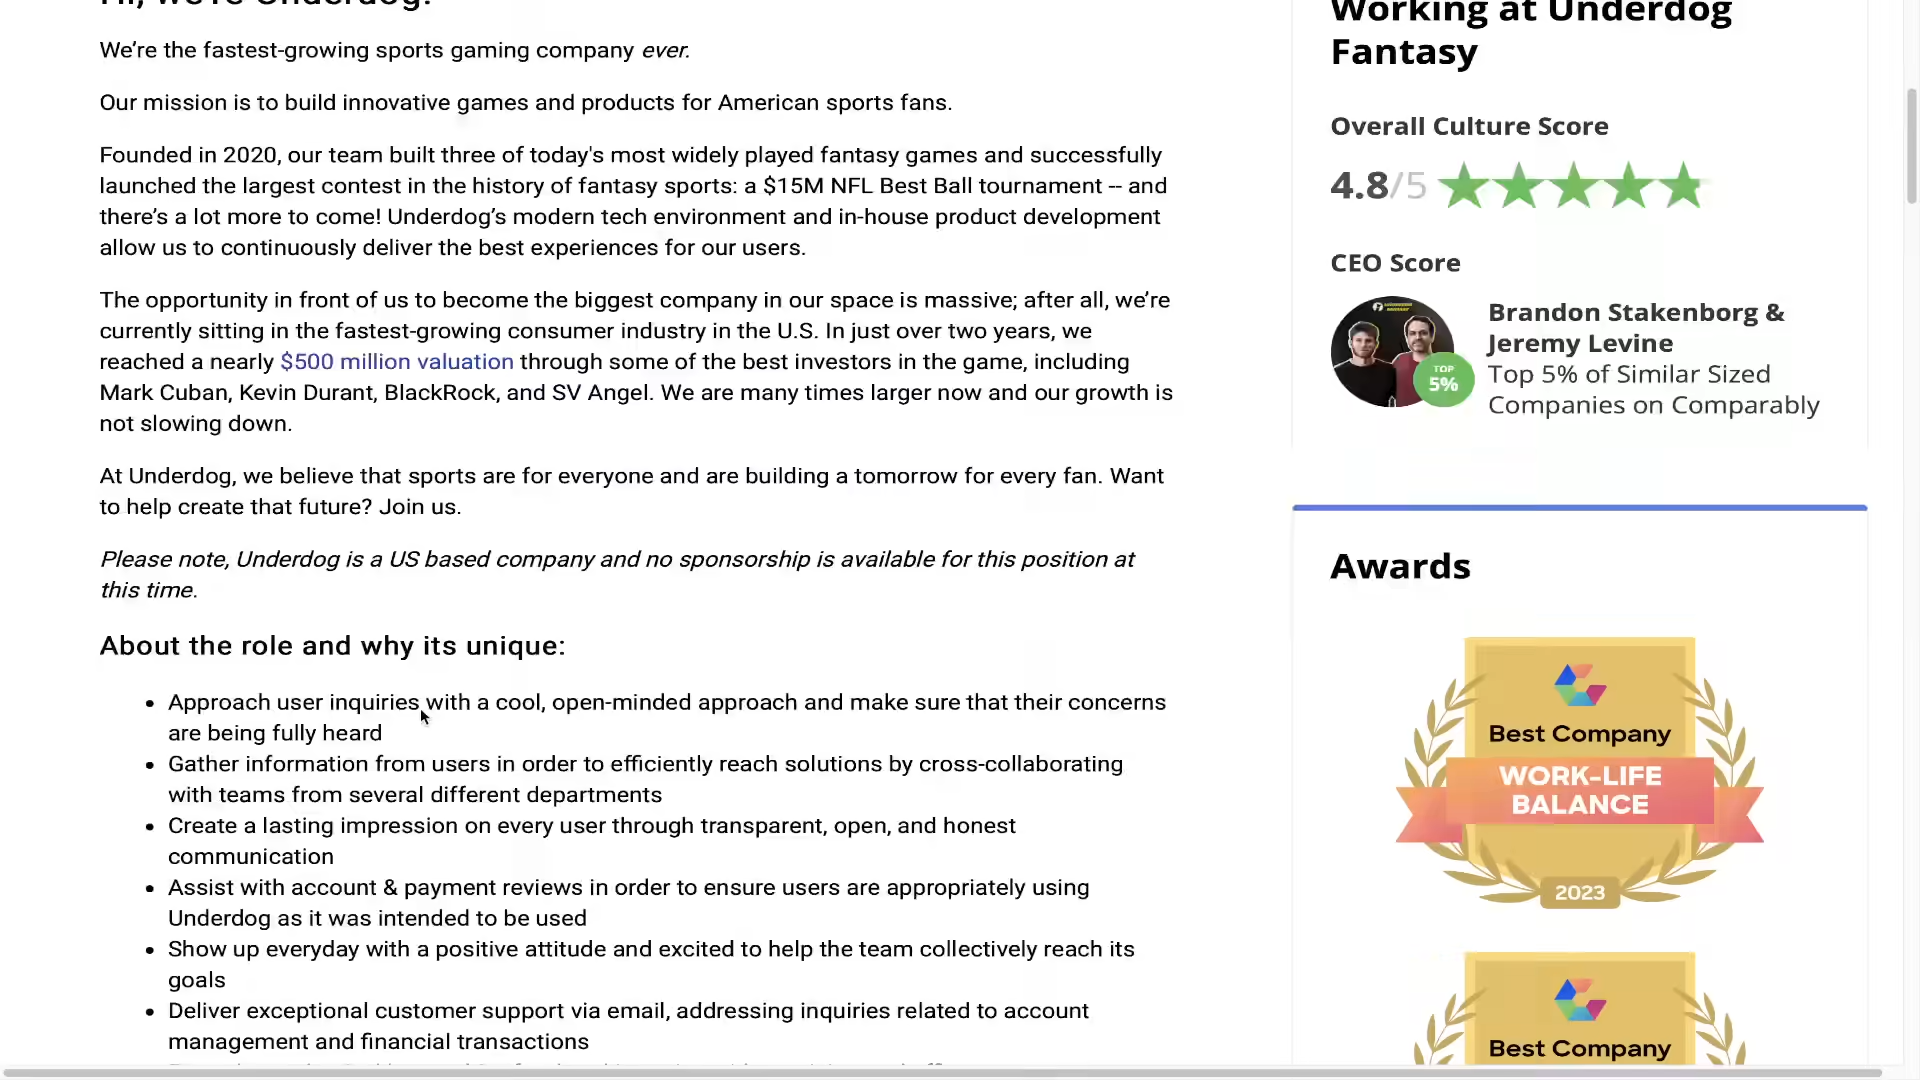 Hi, we're Underdog!
We’re the fastest-growing sports gaming company ever.
Our mission is to build innovative games and products for American sports fans.
Founded in 2020, our team built three of today's most widely played fantasy games and successfully
launched the largest contest in the history of fantasy sports: a $15M NFL Best Ball tournament -- and
there’s a lot more to come! Underdog’s modern tech environment and in-house product development
allow us to continuously deliver the best experiences for our users.
The opportunity in front of us to become the biggest company in our space is massive; after all, we’re
currently sitting in the fastest-growing consumer industry in the U.S. In just over two years, we
reached a nearly $500 million valuation through some of the best investors in the game, including
Mark Cuban, Kevin Durant, BlackRock, and SV Angel. We are many times larger now and our growth is
not slowing down.
At Underdog, we believe that sports are for everyone and are building a tomorrow for every fan. Want
to help create that future? Join us.
Please note, Underdog is a US based company and no sponsorship is available for this position at
this time.
About the role and why its unique:
• Approach user inquiries with a cool, open-minded approach and make sure that their concerns
are being fully heard
• Gather information from users in order to efficiently reach solutions by cross-collaborating
with teams from several different departments
• Create a lasting impression on every user through transparent, open, and honest
communication
• Assist with account & payment reviews in order to ensure users are appropriately using
Underdog as it was intended to be used
• Show up everyday with a positive attitude and excited to help the team collectively reach its
goals
• Deliver exceptional customer support via email, addressing inquiries related to account
management and financial transactions
Working at Underdog
Fantasy
Overall Culture Score
4.8/5
CEO Score
TOP
5%
Brandon Stakenborg &
Jeremy Levine
Top 5% of Similar Sized
Companies on Comparably
Awards
Best Company
WORK-LIFE
BALANCE
2023
Best Company